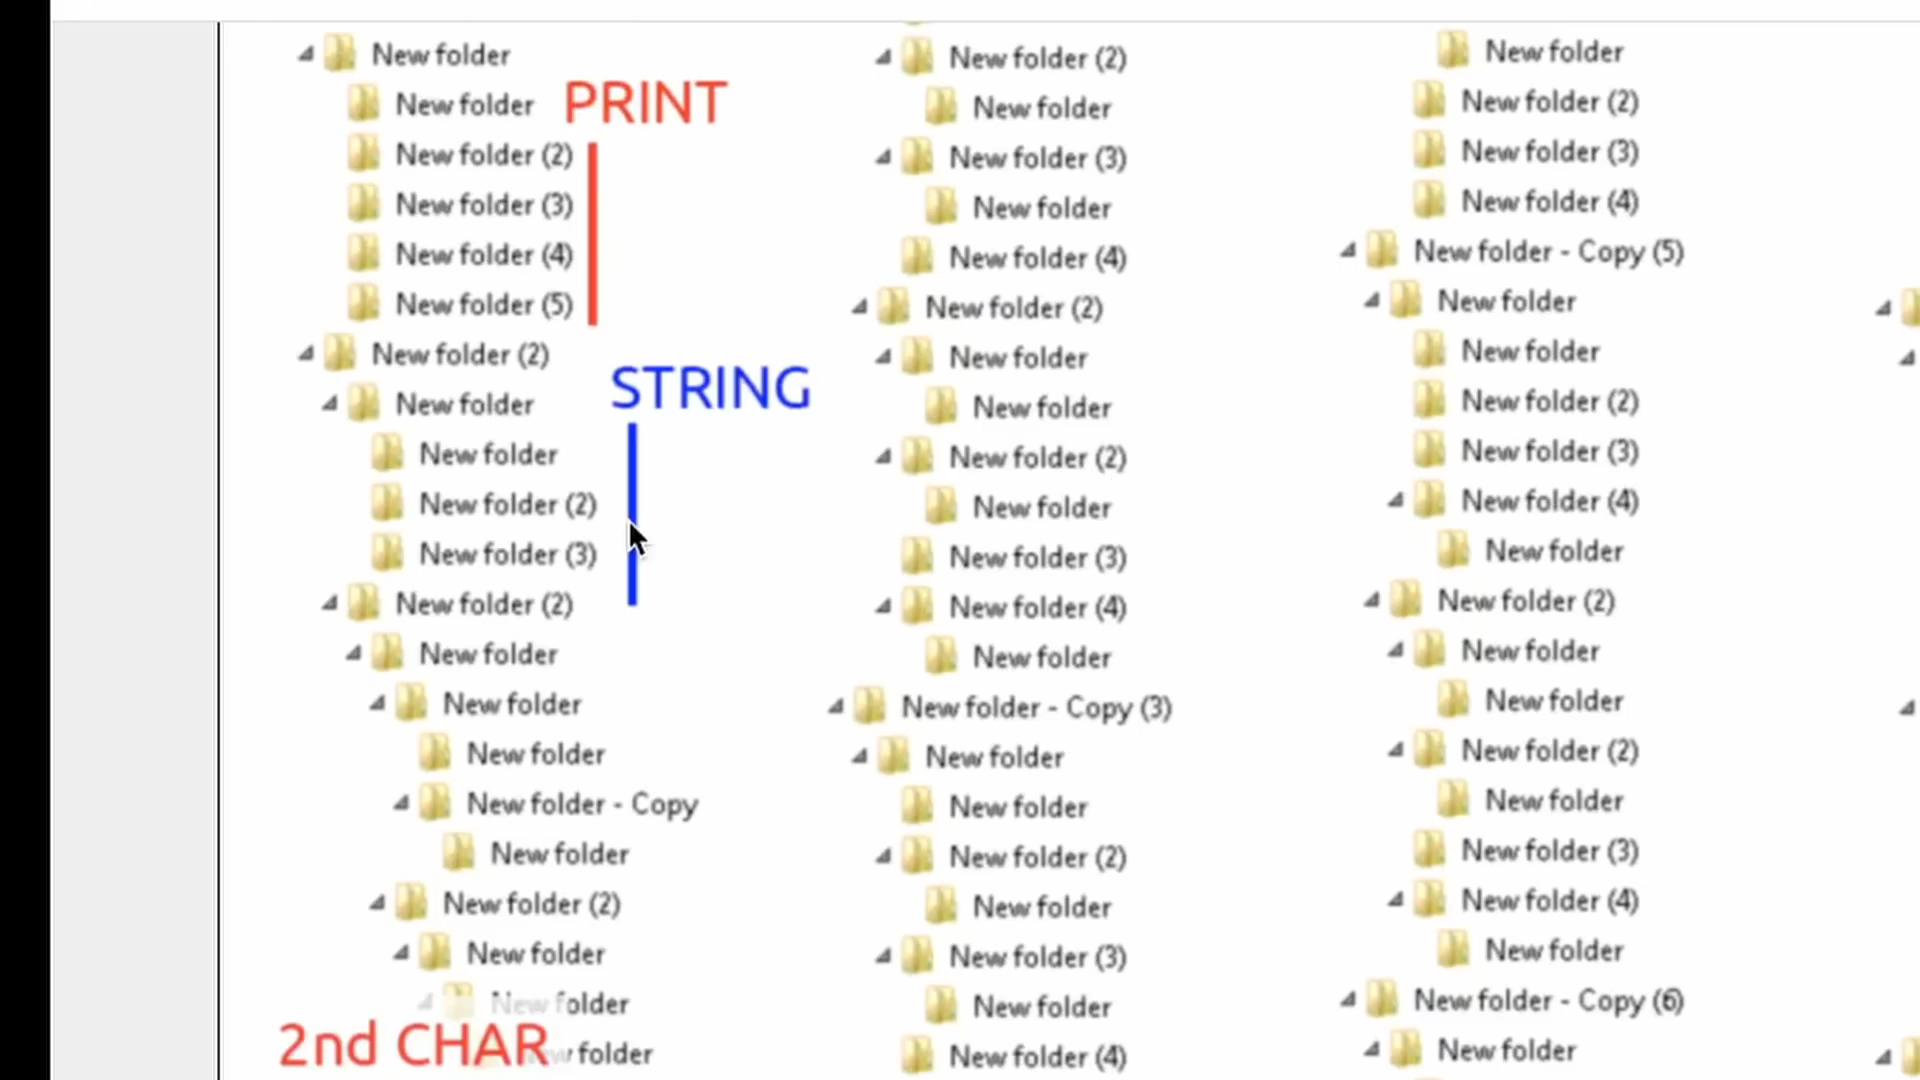 New folder
New folder
PRINT
New folder (2)
New folder (3)
New folder (4)
New folder (5)
New folder (2)
STRING
New folder
New folder
New folder (2)
New folder (3)
New folder (2)
New folder
New folder
New folder
New folder - Copy
New folder
New folder (2)
New folder
New folder
2nd CHAR
folder
New folder (2)
New folder
New folder (3)
New folder
New folder (4)
New folder (2)
New folder
New folder
New folder (2)
New folder
New folder (3)
New folder (4)
New folder
New folder - Copy (3)
New folder
New folder
New folder (2)
New folder
New folder (3)
New folder
New folder (4)
New folder
New folder (2)
New folder (3)
New folder (4)
New folder - Copy (5)
New folder
New folder
New folder (2)
New folder (3)
New folder (4)
New folder
New folder (2)
New folder
New folder
New folder (2)
New folder
New folder (3)
New folder (4)
New folder
New folder - Copy (6)
New folder